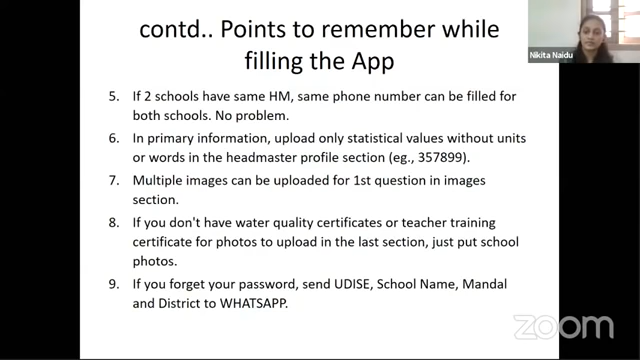 contd.. Points to remember while
filling the App
Nikita Naidu
5. If 2 schools have same HM, same phone number can be filled for
both schools. No problem.
6. In primary information, upload only statistical values without units
or words in the headmaster profile section (eg., 357899).
7. Multiple images can be uploaded for 1st question in images
section.
8. If you don't have water quality certificates or teacher training
certificate for photos to upload in the last section, just put school
photos.
9. If you forget your password, send UDISE, School Name, Mandal
and District to WHATSAPP.
zoom